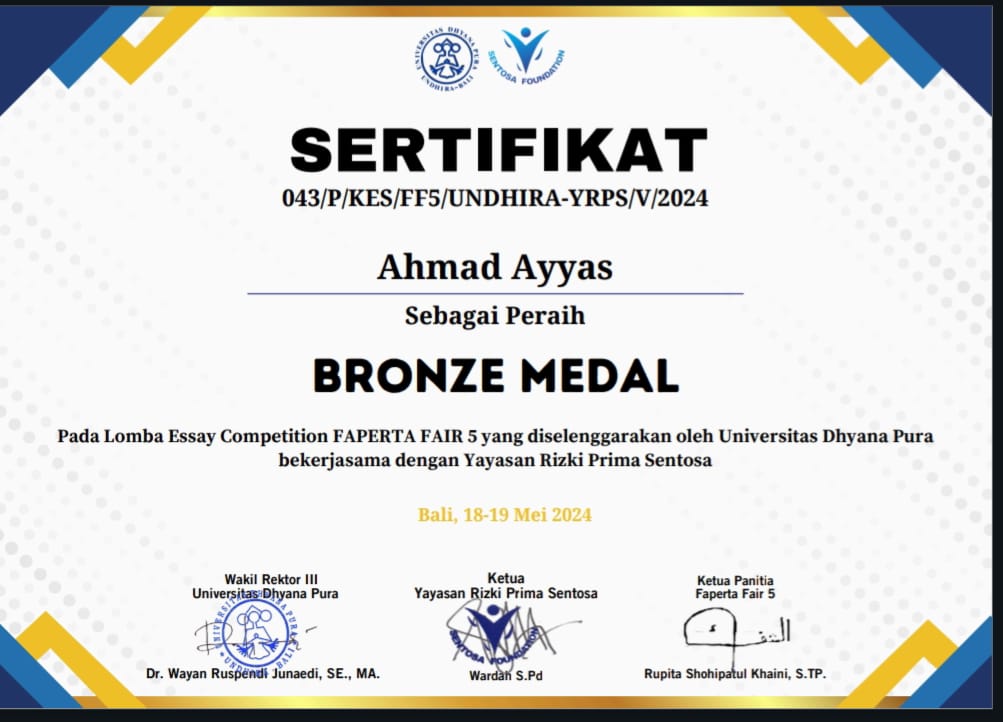 UNIVERSITAS DHYANA PURA
UNDHIRA-BALI
SENTOSA FOUNDATION
SERTIFIKAT
043/P/KES/FF5/UNDHIRA-YRPS/V/2024
Ahmad Ayyas
Sebagai Peraih
BRONZE MEDAL
Pada Lomba Essay Competition FAPERTA FAIR 5 yang diselenggarakan oleh Universitas Dhyana Pura
bekerjasama dengan Yayasan Rizki Prima Sentosa
Bali, 18-19 Mei 2024
Wakil Rektor III
Universitas Dhyana Pura
UNIVERSITAS DHYANA PURA
UNDHIRA-BALI
Dr. Wayan Ruspendi Junaedi, SE., MA.
Ketua
Yayasan Rizki Prima Sentosa
SENTOSA FOUNDATION
Wardah S.Pd
Ketua Panitia
Faperta Fair 5
Rupita Shohipatul Khaini, S.TP.